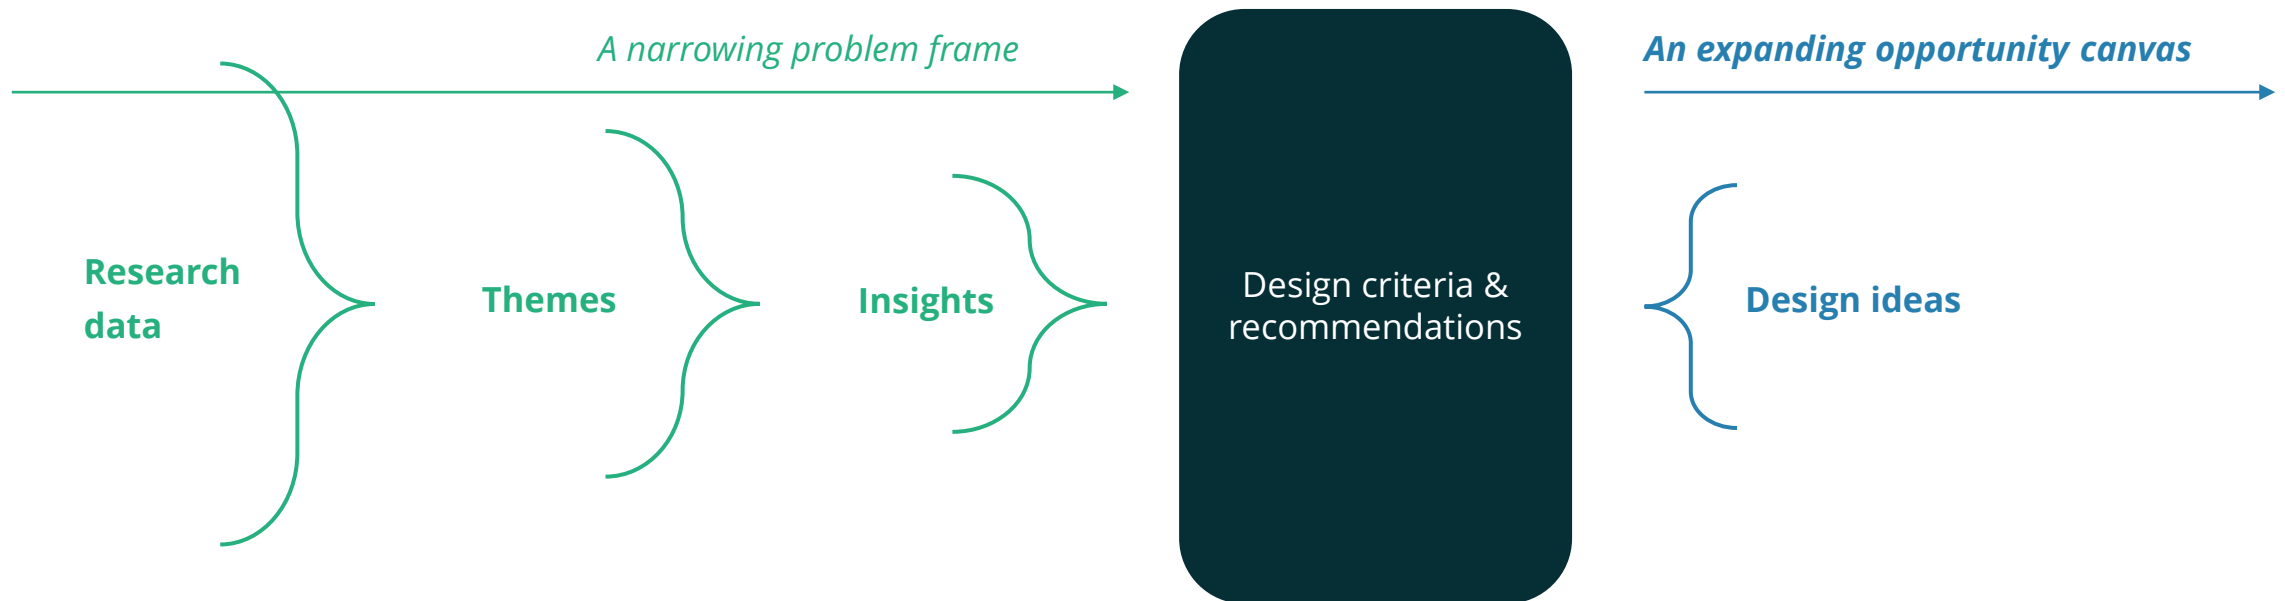 A narrowing problem frame
An expanding opportunity canvas
Research
data
Themes
Insights
Design criteria &
recommendations
Design ideas